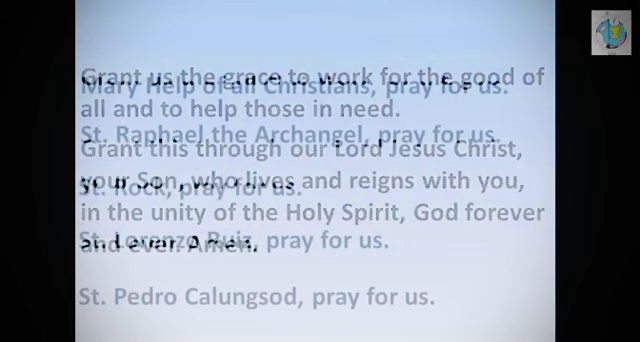 Grant us the grace to work for the good of
all and to help those in need.
Grant this through our Lord Jesus Christ,
your Son, who lives and reigns with you,
in the unity of the Holy Spirit, God forever
and ever. Amen.
Mary Help of all Christians, pray for us.
St. Raphael the Archangel, pray for us.
St. Rock, pray for us.
St. Lorenzo Ruiz, pray for us.
St. Pedro Calungsod, pray for us.